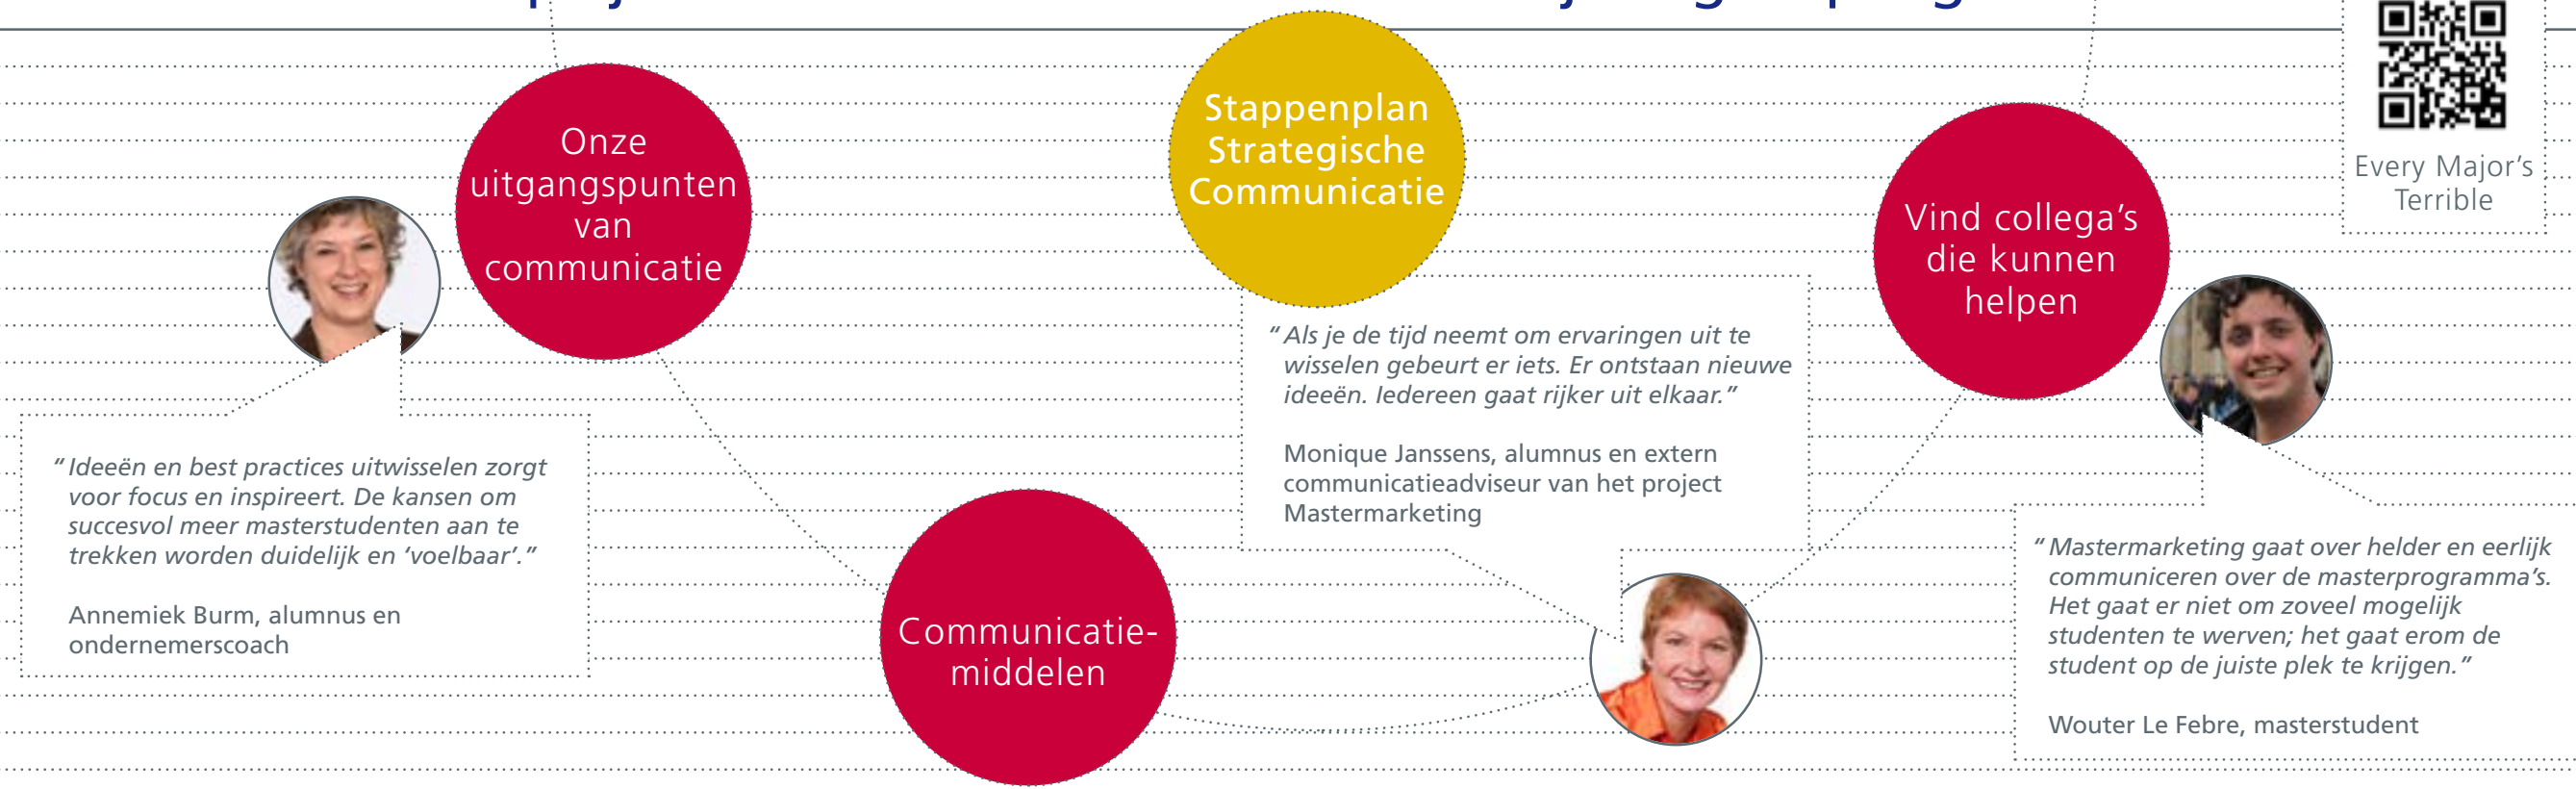 Onze
uitgangspunten
van
communicatie
Stappenplan
Strategische
Communicatie
Vind collega's
die kunnen
helpen
Every Major's
Terrible
"Als je de tijd neemt om ervaringen uit te
wisselen gebeurt er iets. Er ontstaan nieuwe
ideeën. Iedereen gaat rijker uit elkaar."
Monique Janssens, alumnus en extern
communicatieadviseur van het project
Mastermarketing
"Ideeën en best practices uitwisselen zorgt
voor focus en inspireert. De kansen om
succesvol meer masterstudenten aan te
trekken worden duidelijk en 'voelbaar'."
Annemiek Burm, alumnus en
ondernemerscoach
Communicatie-
middelen
"Mastermarketing gaat over helder en eerlijk
communiceren over de masterprogramma's.
Het gaat er niet om zoveel mogelijk
studenten te werven; het gaat erom de
student op de juiste plek te krijgen."
Wouter Le Febre, masterstudent